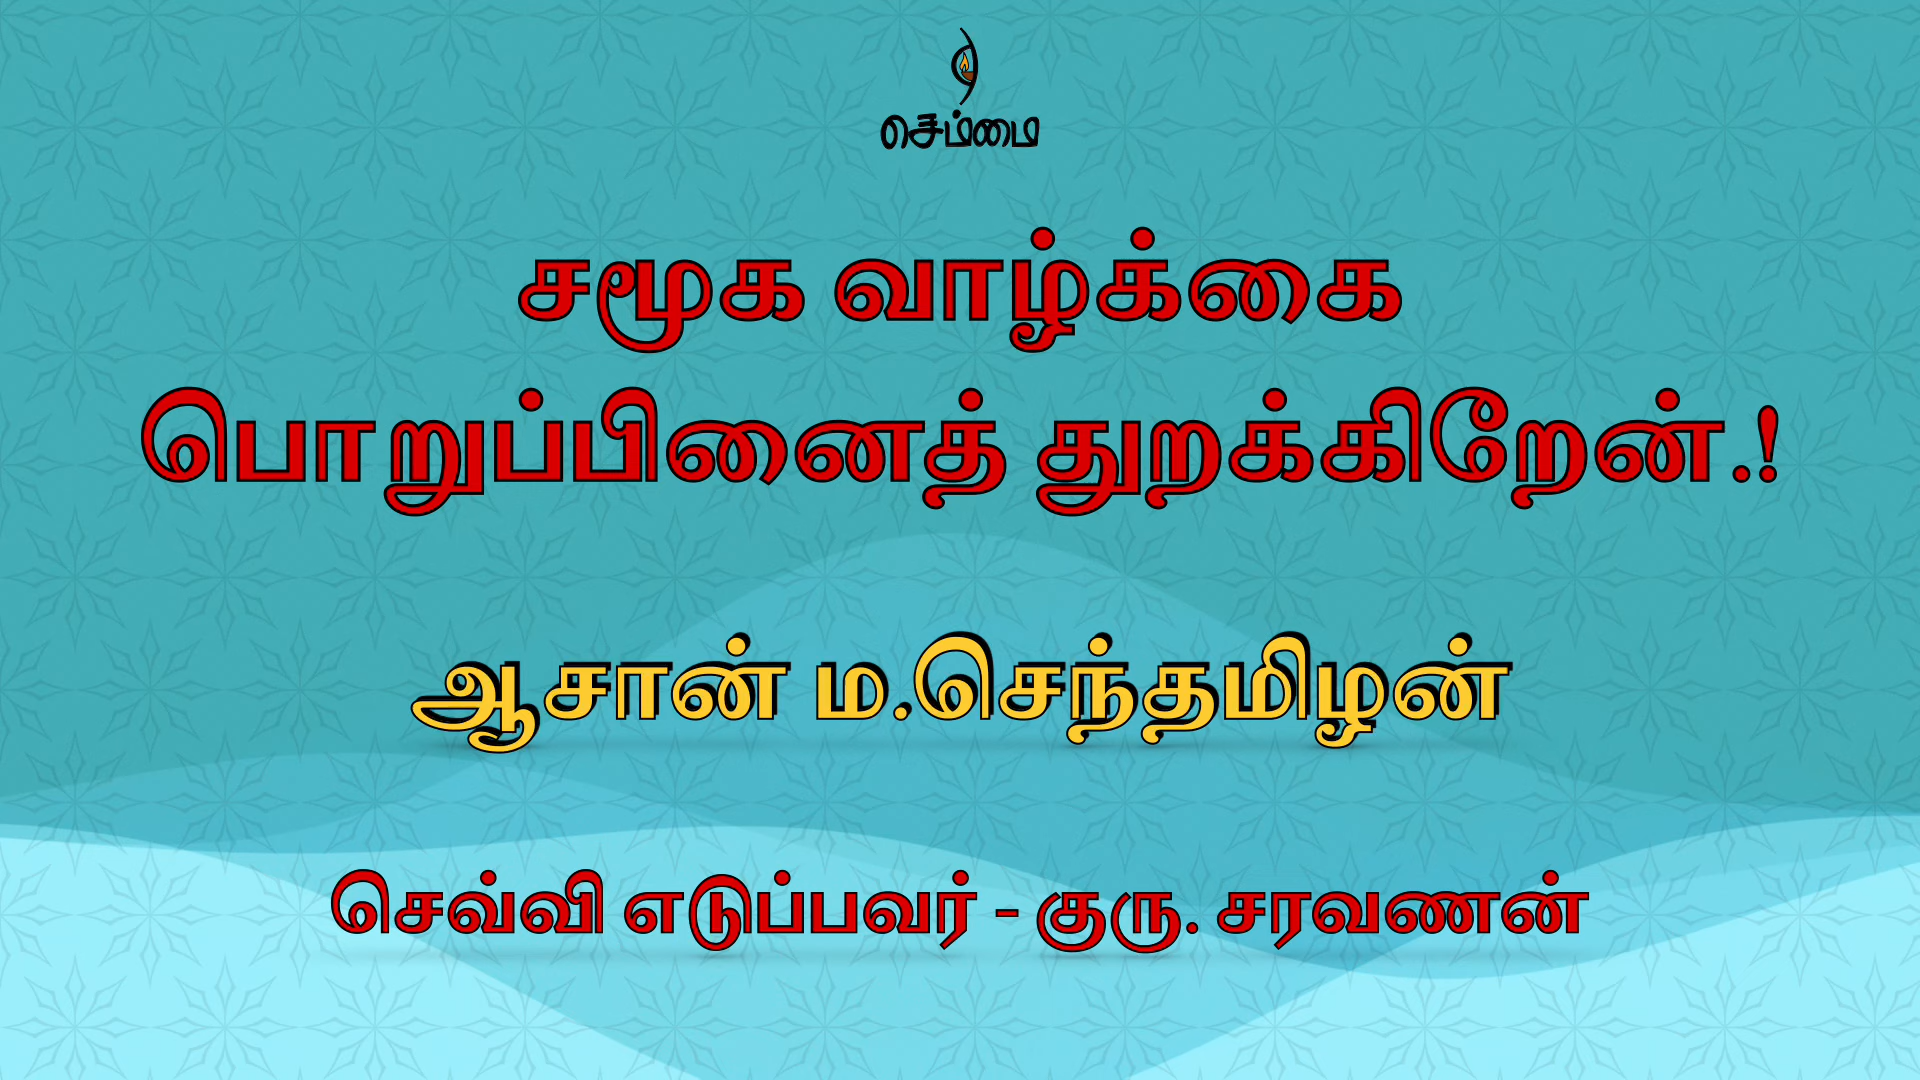 செம்மை
சமூக வாழ்க்கை
பொறுப்பினைத் துறக்கிறேன்.!
ஆசான் ம.செந்தமிழன்
செவ்வி எடுப்பவர் - குரு. சரவணன்